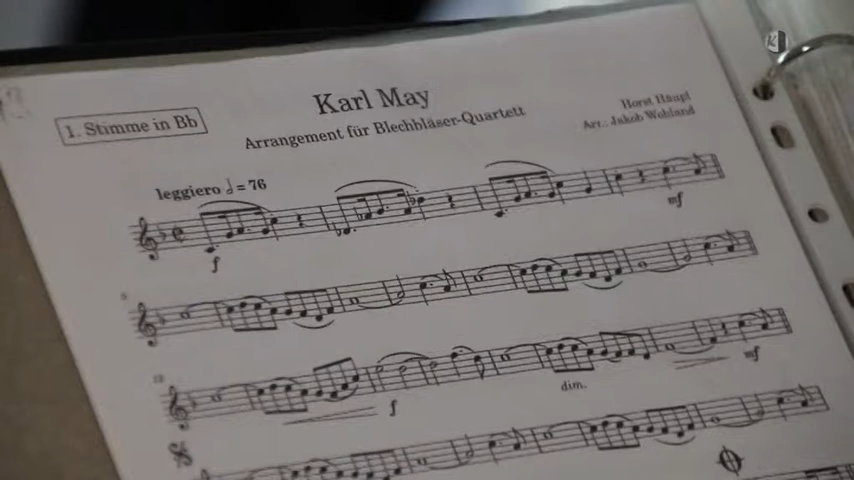 Karl May
1. Stimme in Bb
Arrangement für Blechbläser-Quartett
Horst Häupl
Arr.: Jakob Wohland
leggiero = 76
f
mf
f
dim.
mf